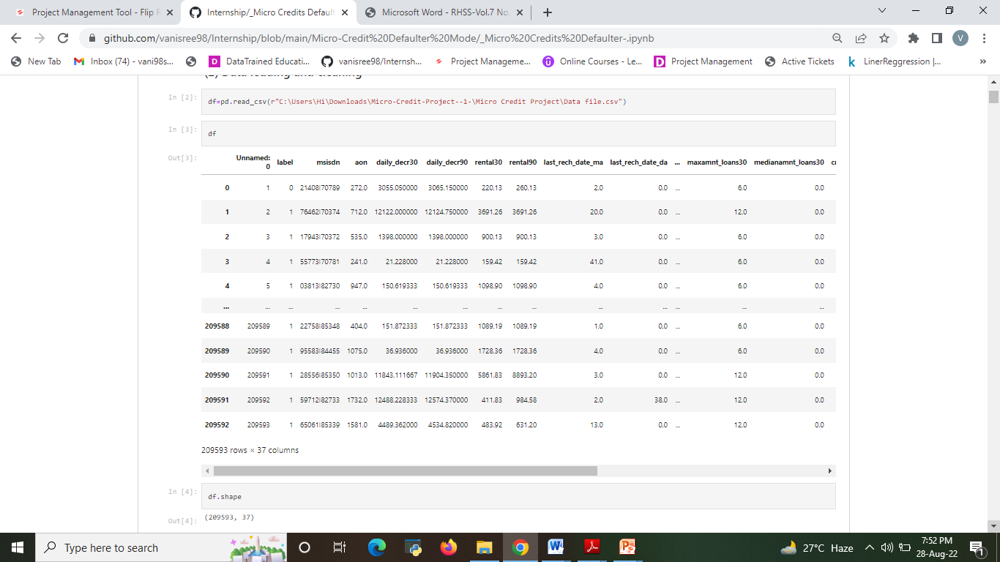 Project Management Tool - Flip R
Internship/_Micro Credits Default
Microsoft Word - RHSS-Vol.7 No.
github.com/vanisree98/Internship/blob/main/Micro-Credit%20Defaulter%20Mode/_Micro%20Credits%20Defaulter-.ipynb
V
New Tab Inbox (74) - vani98s... DataTrained Educati... vanisree98/Internsh... Project Manageme... Online Courses - Le... Project Management Active Tickets LinerReggression |... »
In [2]: df=pd.read_csv(r"C:\Users\Hi\Downloads\Micro-Credit-Project--1-\Micro Credit Project\Data file.csv")
In [3]: df
Out[3]:
Unnamed: 0 label msisdn aon daily_decr30 daily_decr90 rental30 rental90 last_rech_date_ma last_rech_date_da ... maxamnt_loans30 medianamnt_loans30
0 1 0 21408I70789 272.0 3055.050000 3065.150000 220.13 260.13 2.0 0.0 ... 6.0 0.0
1 2 1 76462I70374 712.0 12122.000000 12124.750000 3691.26 3691.26 20.0 0.0 ... 12.0 0.0
2 3 1 17943I70372 535.0 1398.000000 1398.000000 900.13 900.13 3.0 0.0 ... 6.0 0.0
3 4 1 55773I70781 241.0 21.228000 21.228000 159.42 159.42 41.0 0.0 ... 6.0 0.0
4 5 1 03813I82730 947.0 150.619333 150.619333 1098.90 1098.90 4.0 0.0 ... 6.0 0.0
... ... ... ... ... ... ... ... ... ... ... ... ... ...
209588 209589 1 22758I85348 404.0 151.872333 151.872333 1089.19 1089.19 1.0 0.0 ... 6.0 0.0
209589 209590 1 95583I84455 1075.0 36.936000 36.936000 1728.36 1728.36 4.0 0.0 ... 6.0 0.0
209590 209591 1 28556I85350 1013.0 11843.111667 11904.350000 5861.83 8893.20 3.0 0.0 ... 12.0 0.0
209591 209592 1 59712I82733 1732.0 12488.228333 12574.370000 411.83 984.58 2.0 38.0 ... 12.0 0.0
209592 209593 1 65061I85339 1581.0 4489.362000 4534.820000 483.92 631.20 13.0 0.0 ... 12.0 0.0
209593 rows × 37 columns
In [4]: df.shape
Out[4]: (209593, 37)
Type here to search
27°C Haze
7:52 PM
28-Aug-22
1